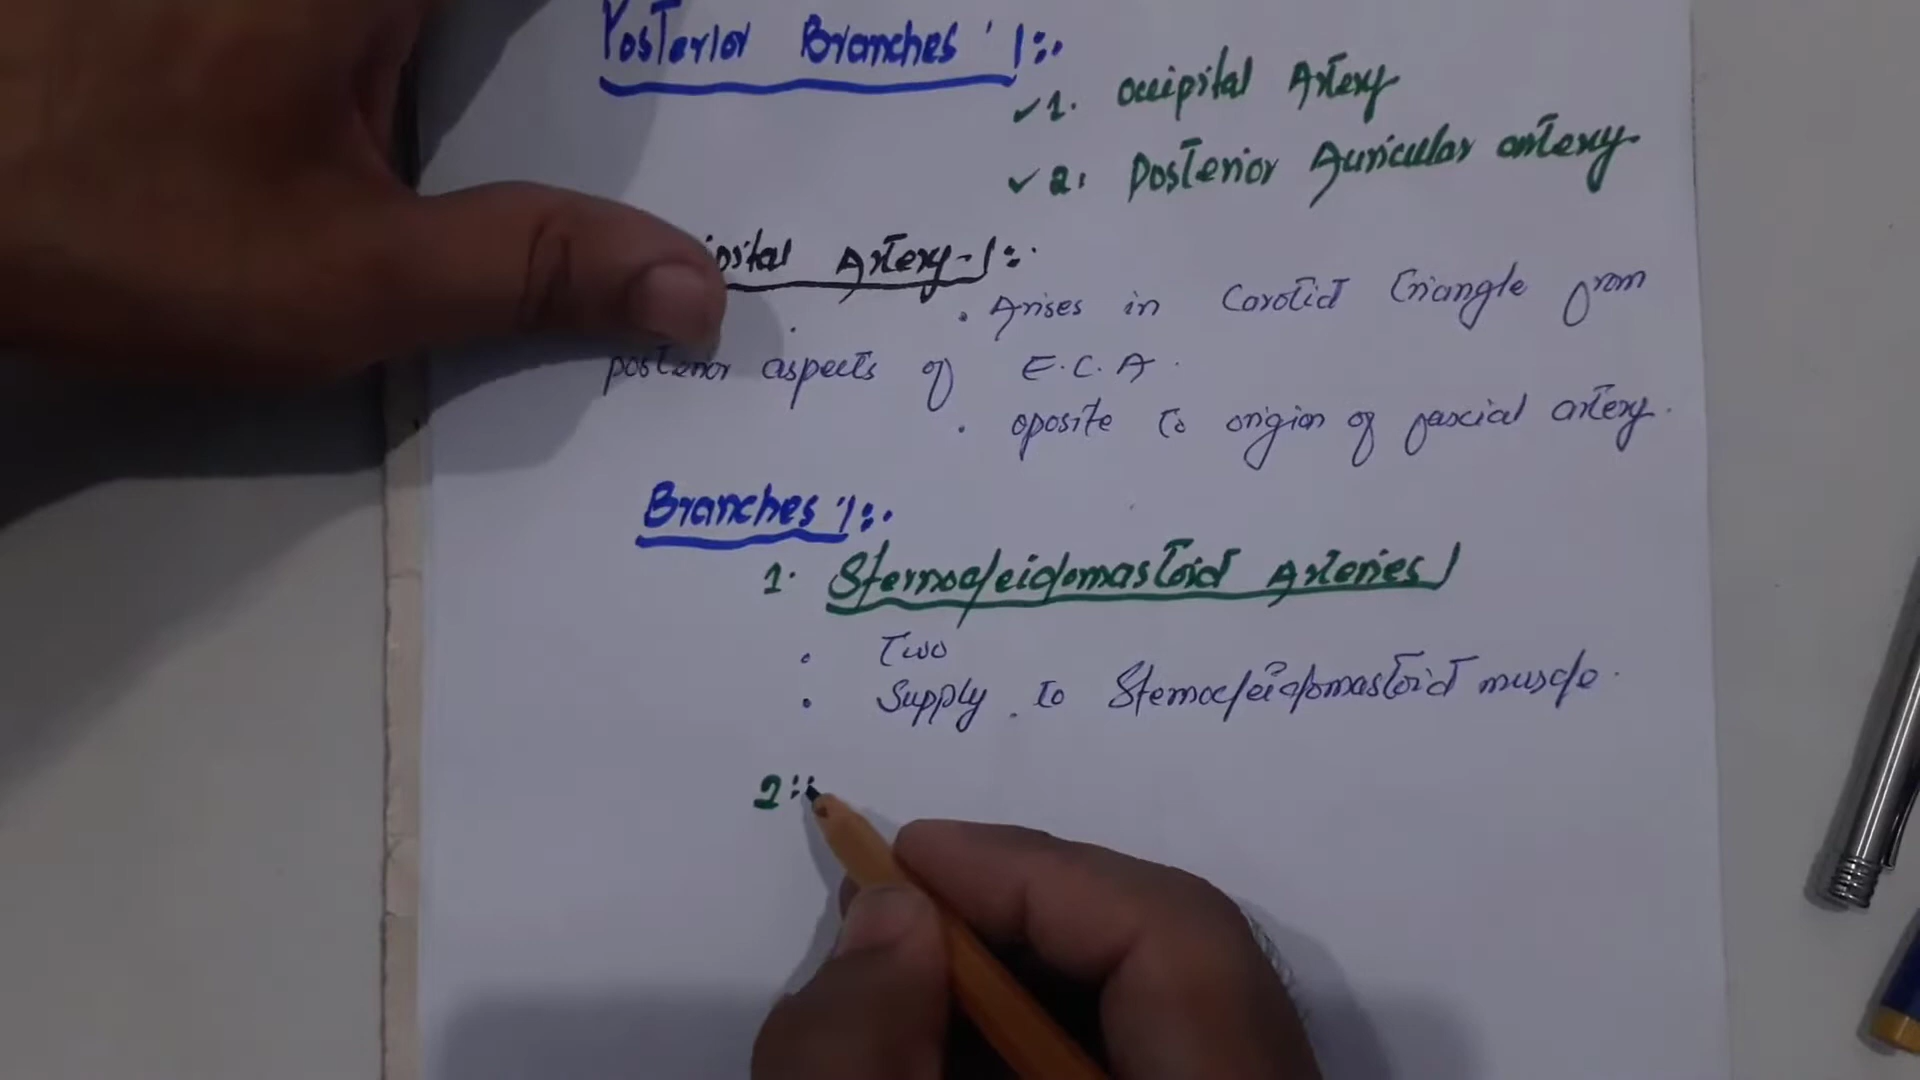 Posterior Branches :-
✓1. occipital Artery
✓2. Posterior Auricular artery
Artery :-
• Arises in Carotid triangle from
posterior aspects of E.C.A.
• oposite to origion of fascial artery.
Branches :-
1. Sternocleidomastoid Arteries
• Two
• Supply to Sternocleidomastoid muscle.
2: